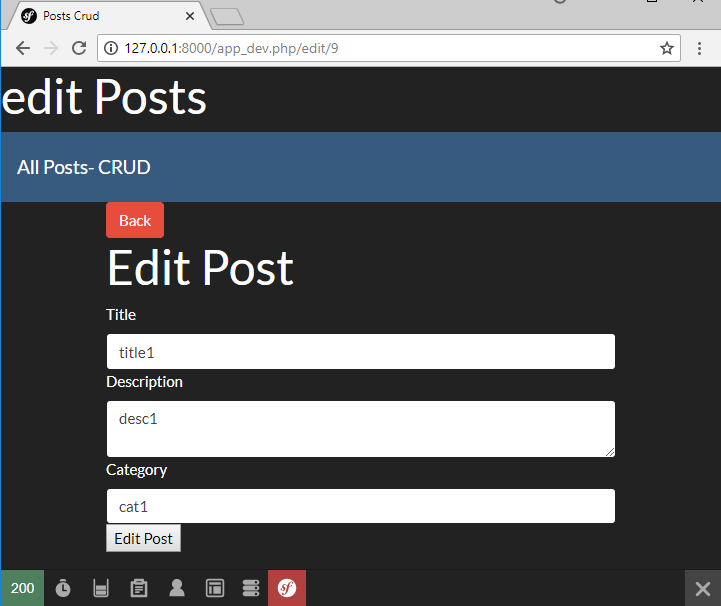 Posts Crud
127.0.0.1:8000/app_dev.php/edit/9
edit Posts
All Posts- CRUD
Back
Edit Post
Title
title1
Description
desc1
Category
cat1
Edit Post
200